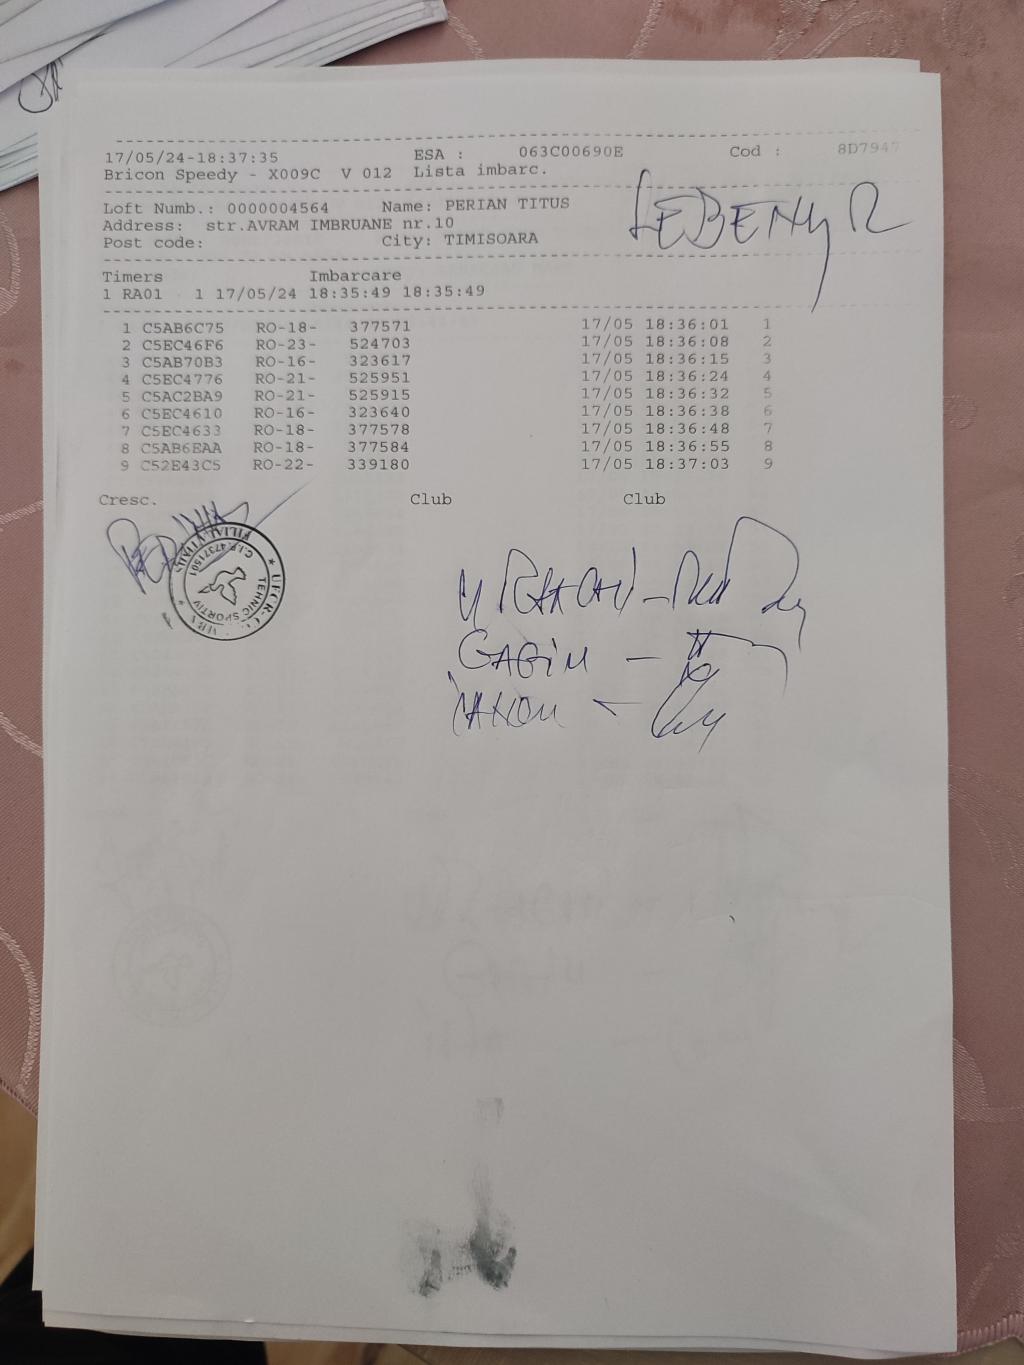 17/05/24-18:37:35 ESA : 063C00690E Cod : 8D7947
Bricon Speedy - X009C V 012 Lista imbarc.
LEBENY R
Loft Numb.: 0000004564 Name: PERIAN TITUS
Address: str.AVRAM IMBRUANE nr.10
Post code: City: TIMISOARA
Timers Imbarcare
1 RA01 1 17/05/24 18:35:49 18:35:49
1 C5AB6C75 RO-18- 377571 17/05 18:36:01 1
2 C5EC46F6 RO-23- 524703 17/05 18:36:08 2
3 C5AB70B3 RO-16- 323617 17/05 18:36:15 3
4 C5EC4776 RO-21- 525951 17/05 18:36:24 4
5 C5AC2BA9 RO-21- 525915 17/05 18:36:32 5
6 C5EC4610 RO-16- 323640 17/05 18:36:38 6
7 C5EC4633 RO-18- 377578 17/05 18:36:48 7
8 C5AB6EAA RO-18- 377584 17/05 18:36:55 8
9 C52E43C5 RO-22- 339180 17/05 18:37:03 9
Cresc. Club Club
C.I.F. 47371501
TEHNIC SPORTIV